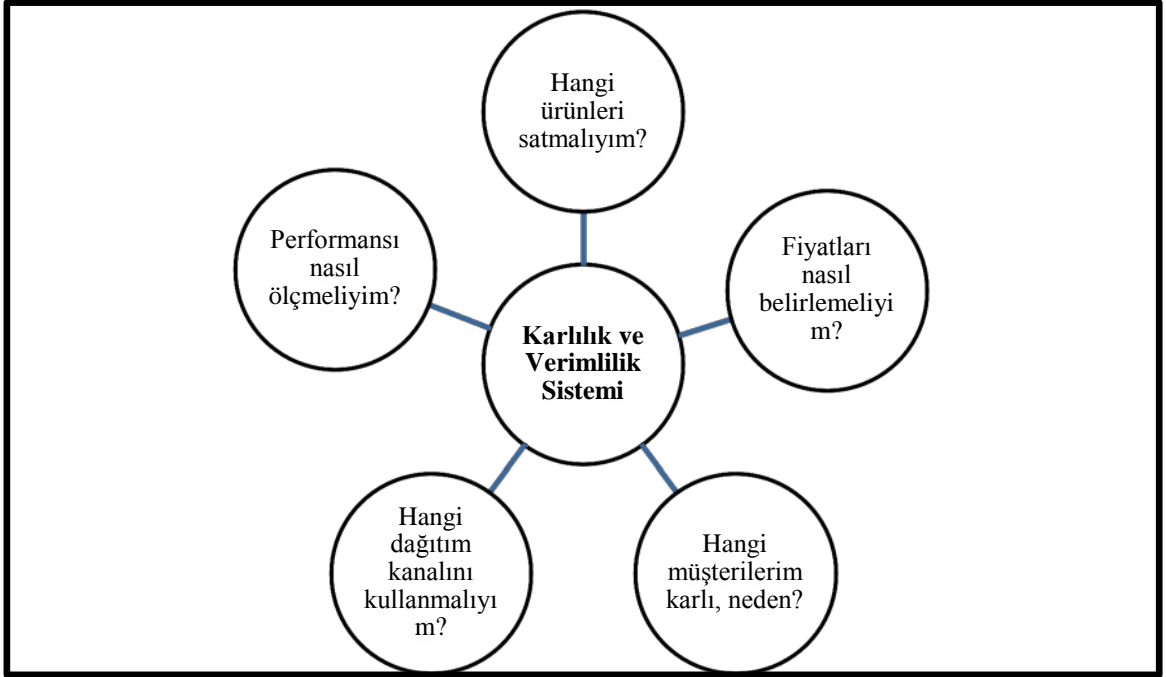 Hangi
ürünleri
satmalıyım?
Performansı
nasıl
ölçmeliyim?
Fiyatları
nasıl
belirlemeliyi
m?
Karlılık ve
Verimlilik
Sistemi
Hangi
dağıtım
kanalını
kullanmalıyı
m?
Hangi
müşterilerim
karlı, neden?